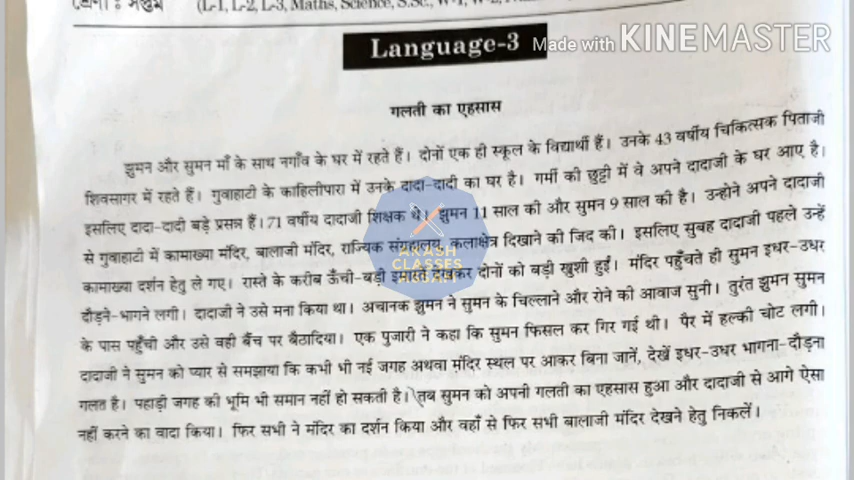 श्रेणी : সপ্তম (L-1, L-2, L-3, Maths, Science, S.Sc.,
Language-3
Made with KINEMASTER
गलती का एहसास
झुमन और सुमन माँ के साथ नगाँव के घर में रहते हैं। दोनों एक ही स्कूल के विद्यार्थी हैं। उनके 43 वर्षीय चिकित्सक पिताजी
शिवसागर में रहते हैं। गुवाहाटी के काहिलीपारा में उनके दादा-दादी का घर है। गर्मी की छुट्टी में वे अपने दादाजी के घर आए है।
इसलिए दादा-दादी बड़े प्रसन्न हैं। 71 वर्षीय दादाजी शिक्षक थे। झुमन 11 साल की और सुमन 9 साल की है। उन्होने अपने दादाजी
से गुवाहाटी में कामाख्या मंदिर, बालाजी मंदिर, राज्यिक संग्रहालय, कलाक्षेत्र दिखाने की जिद की। इसलिए सुबह दादाजी पहले उन्हें
कामाख्या दर्शन हेतु ले गए। रास्ते के करीब ऊँची-बड़ी इमारतें देखकर दोनों को बड़ी खुशी हुईं। मंदिर पहुँचते ही सुमन इधर-उधर
दौड़ने-भागने लगी। दादाजी ने उसे मना किया था। अचानक झुमन ने सुमन के चिल्लाने और रोने की आवाज सुनी। तुरंत झुमन सुमन
के पास पहुँची और उसे वही बैंच पर बैठादिया। एक पुजारी ने कहा कि सुमन फिसल कर गिर गई थी। पैर में हल्की चोट लगी।
दादाजी ने सुमन को प्यार से समझाया कि कभी भी नई जगह अथवा मंदिर स्थल पर आकर बिना जानें, देखें इधर-उधर भागना-दौड़ना
गलत है। पहाड़ी जगह की भूमि भी समान नहीं हो सकती है। तब सुमन को अपनी गलती का एहसास हुआ और दादाजी से आगे ऐसा
नहीं करने का वादा किया। फिर सभी ने मंदिर का दर्शन किया और वहाँ से फिर सभी बालाजी मंदिर देखने हेतु निकलें।
AKASH
CLASSES
ASSAM